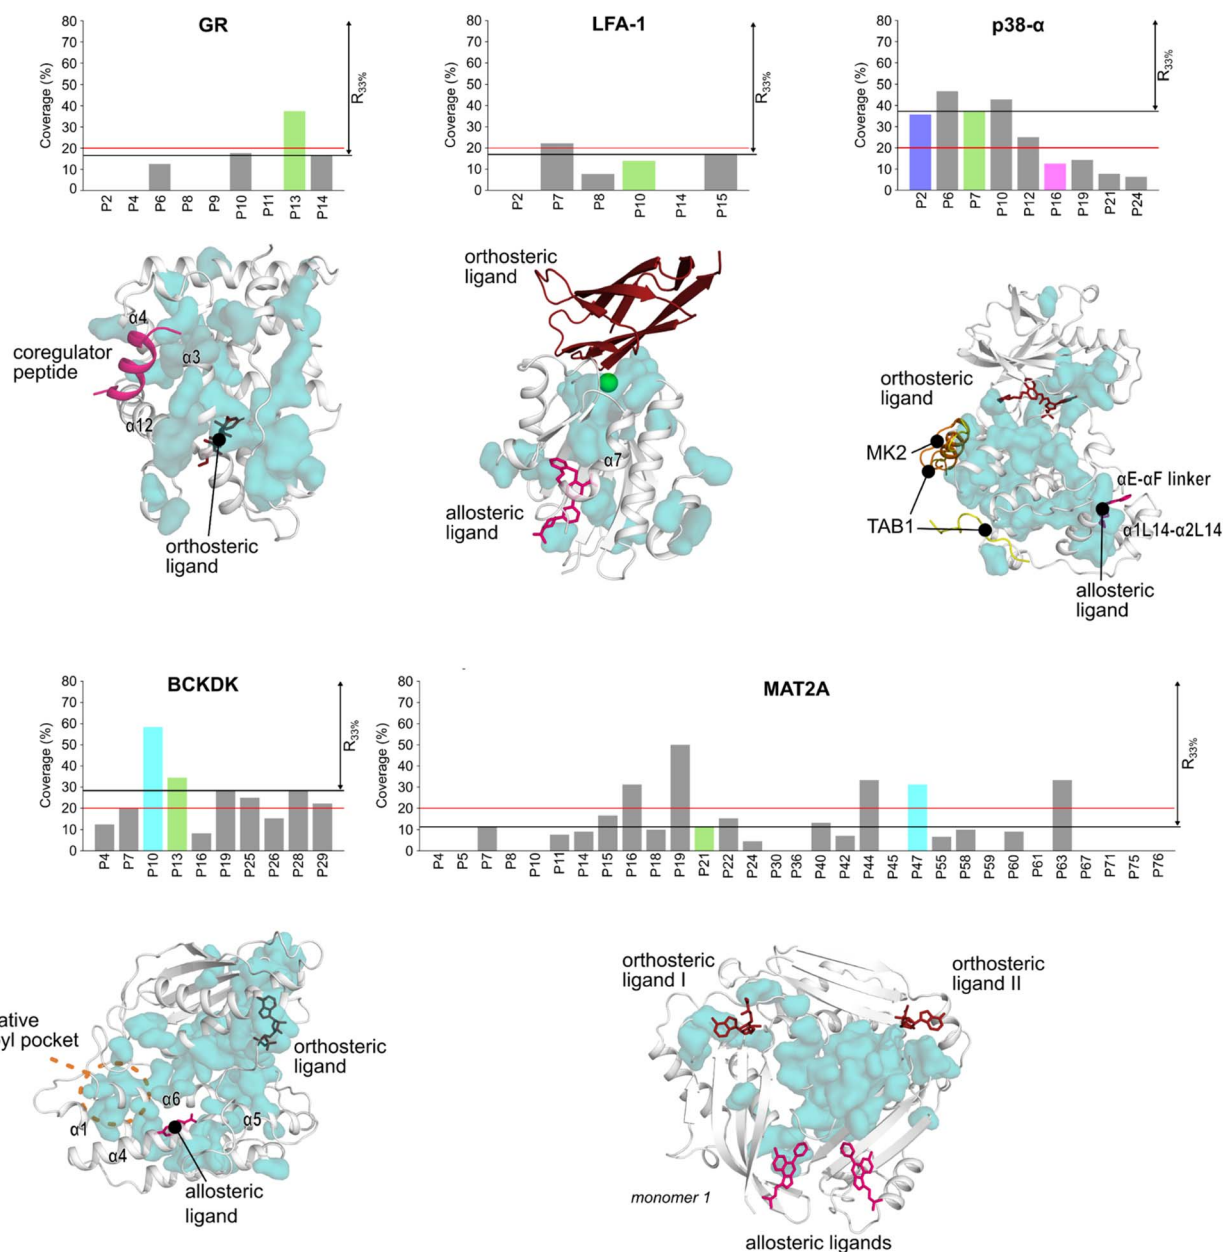 GR
Coverage (%)
80
70
60
50
40
30
20
10
0
P2 P4 P6 P8 P9 P10 P11 P13 P14
R33%
LFA-1
Coverage (%)
80
70
60
50
40
30
20
10
0
P2 P7 P8 P10 P14 P15
R33%
p38-α
Coverage (%)
80
70
60
50
40
30
20
10
0
P2 P6 P7 P10 P12 P16 P19 P21 P24
R33%
α4
coregulator
peptide
α3
α12
orthosteric
ligand
orthosteric
ligand
α7
allosteric
ligand
orthosteric
ligand
MK2
TAB1
αE-αF linker
α1L14-α2L14
allosteric
ligand
BCKDK
Coverage (%)
80
70
60
50
40
30
20
10
0
P4 P7 P10 P13 P16 P19 P25 P26 P28 P29
R33%
MAT2A
Coverage (%)
80
70
60
50
40
30
20
10
0
P4 P5 P7 P8 P10 P11 P14 P15 P16 P18 P19 P21 P22 P24 P30 P36 P40 P42 P44 P45 P47 P55 P58 P59 P60 P61 P63 P67 P71 P75 P76
R33%
ative
yl pocket
orthosteric
ligand
α6
α1
α5
α4
allosteric
ligand
orthosteric
ligand I
orthosteric
ligand II
monomer 1
allosteric ligands